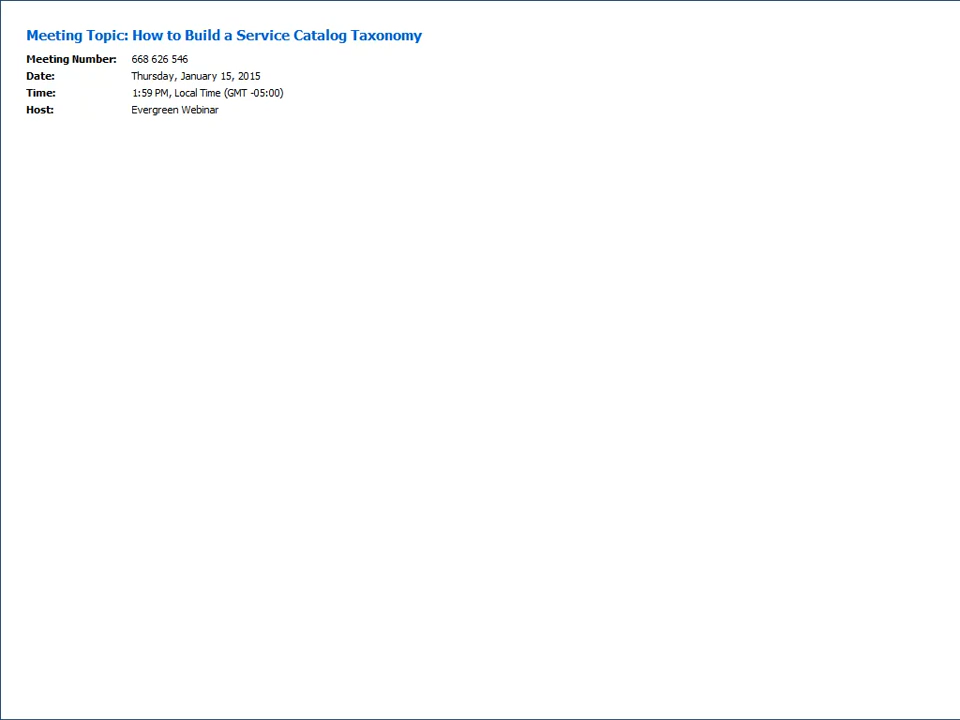 Meeting Topic: How to Build a Service Catalog Taxonomy
Meeting Number: 668 626 546
Date: Thursday, January 15, 2015
Time: 1:59 PM, Local Time (GMT -05:00)
Host: Evergreen Webinar